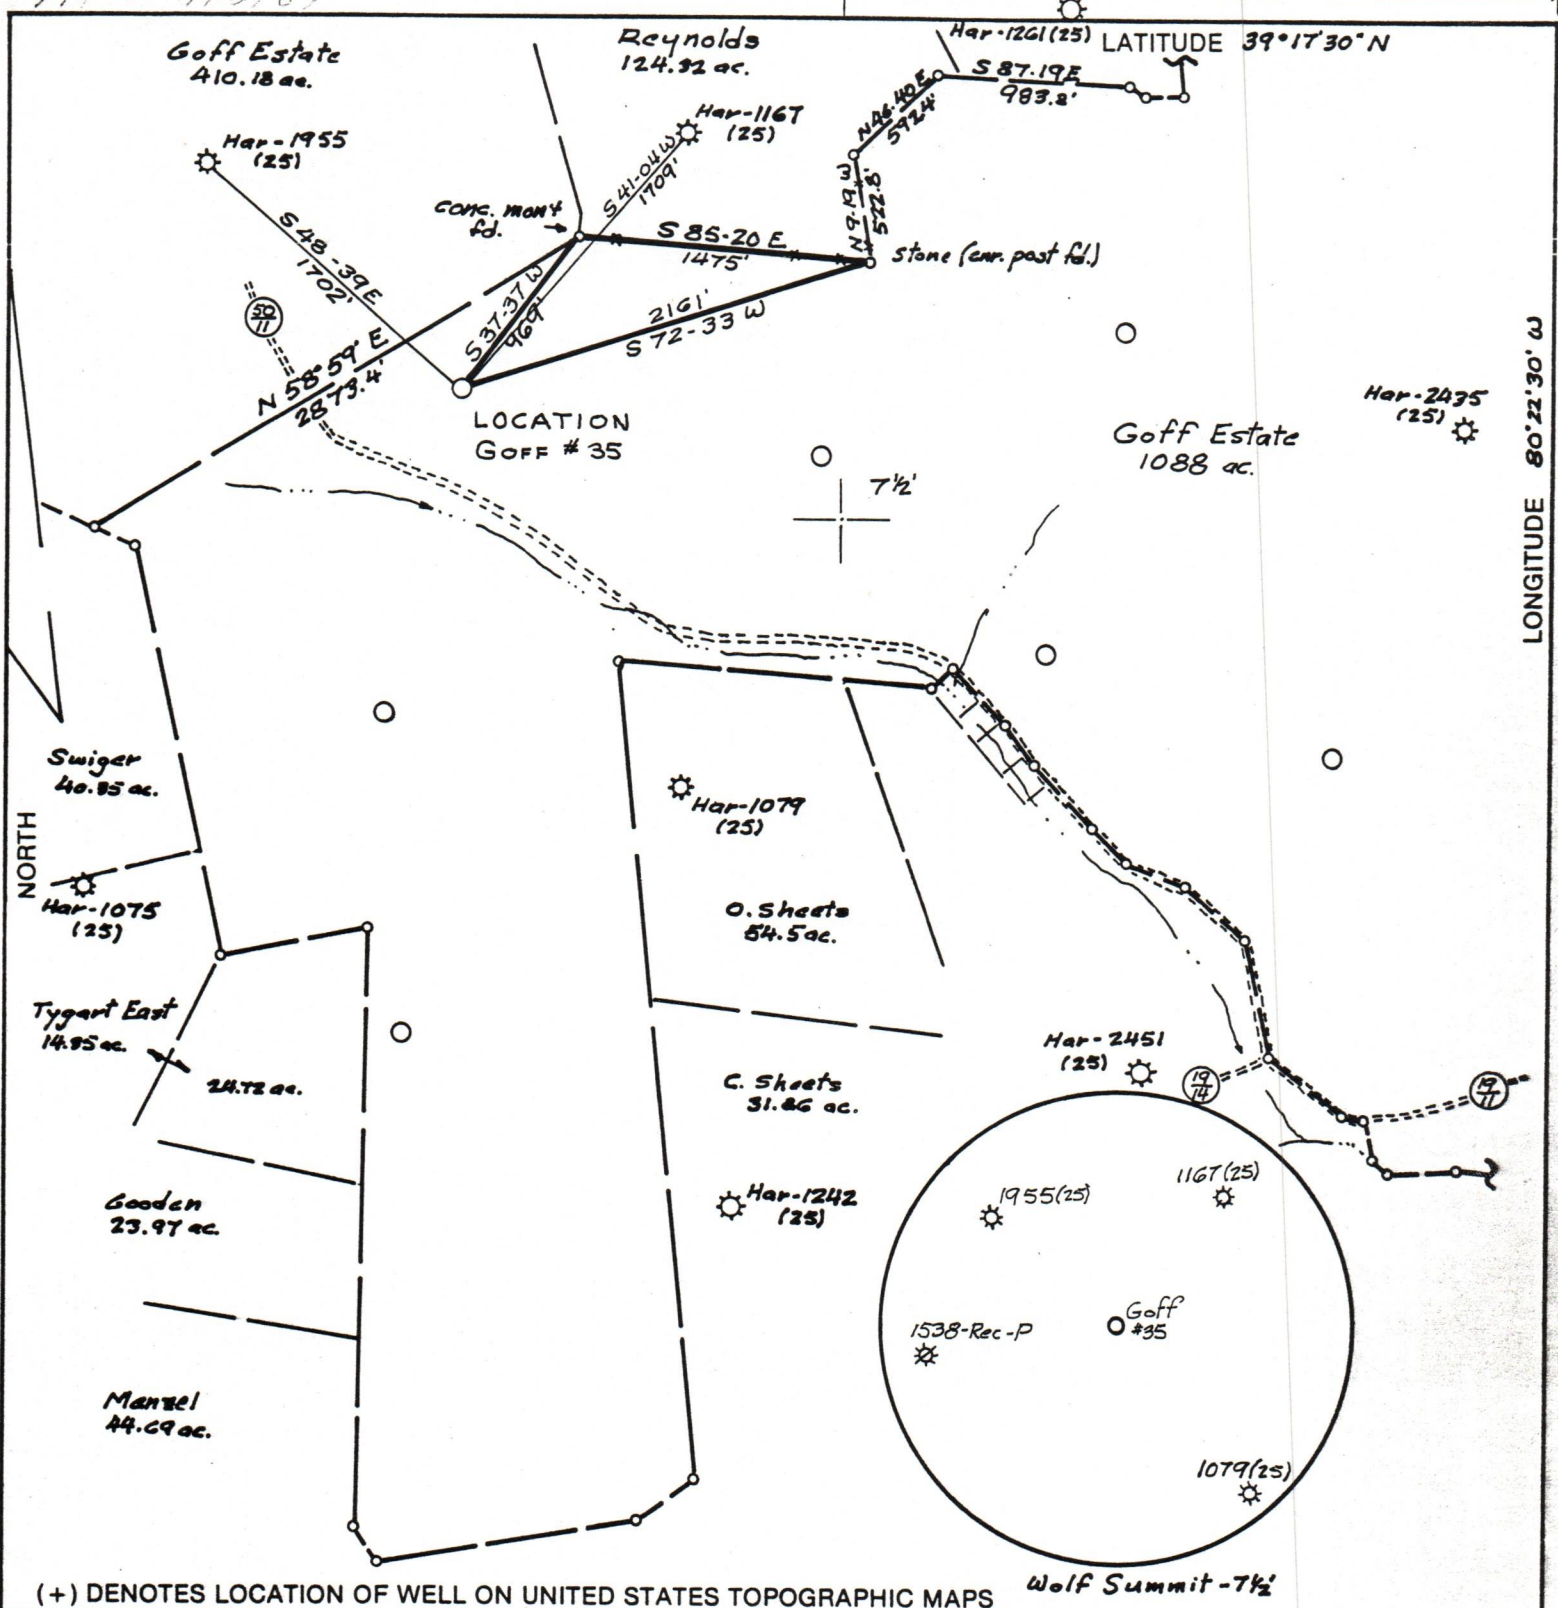 Har-1261(25)
LATITUDE 39°17'30" N
Goff Estate
410.18 ac.
Reynolds
124.32 ac.
S 87.19 E
983.2'
N 46.40 E
592.4'
Har-1955
(25)
Har-1167
(25)
S 41-04 W
1709'
N 9-19 W
522.8'
conc. mont
fd.
S 85-20 E
1475'
stone (cnr. post fd.)
S 48-39 E
1702'
50/11
S 37-37 W
969'
2161'
S 72-33 W
N 58°59' E
2873.4'
LOCATION
GOFF #35
LONGITUDE 80°22'30" W
Har-2435
(25)
Goff Estate
1088 ac.
7½'
Swiger
40.85 ac.
NORTH
Har-1079
(25)
Har-1075
(25)
O. Sheets
54.5 ac.
Tygart East
14.85 ac.
24.72 ac.
C. Sheets
31.86 ac.
Har-2451
(25)
19/14
19/11
Gooden
23.97 ac.
Har-1242
(25)
1955(25)
1167(25)
Goff
#35
1538-Rec-P
Manzel
44.69 ac.
1079(25)
(+) DENOTES LOCATION OF WELL ON UNITED STATES TOPOGRAPHIC MAPS
Wolf Summit-7½'